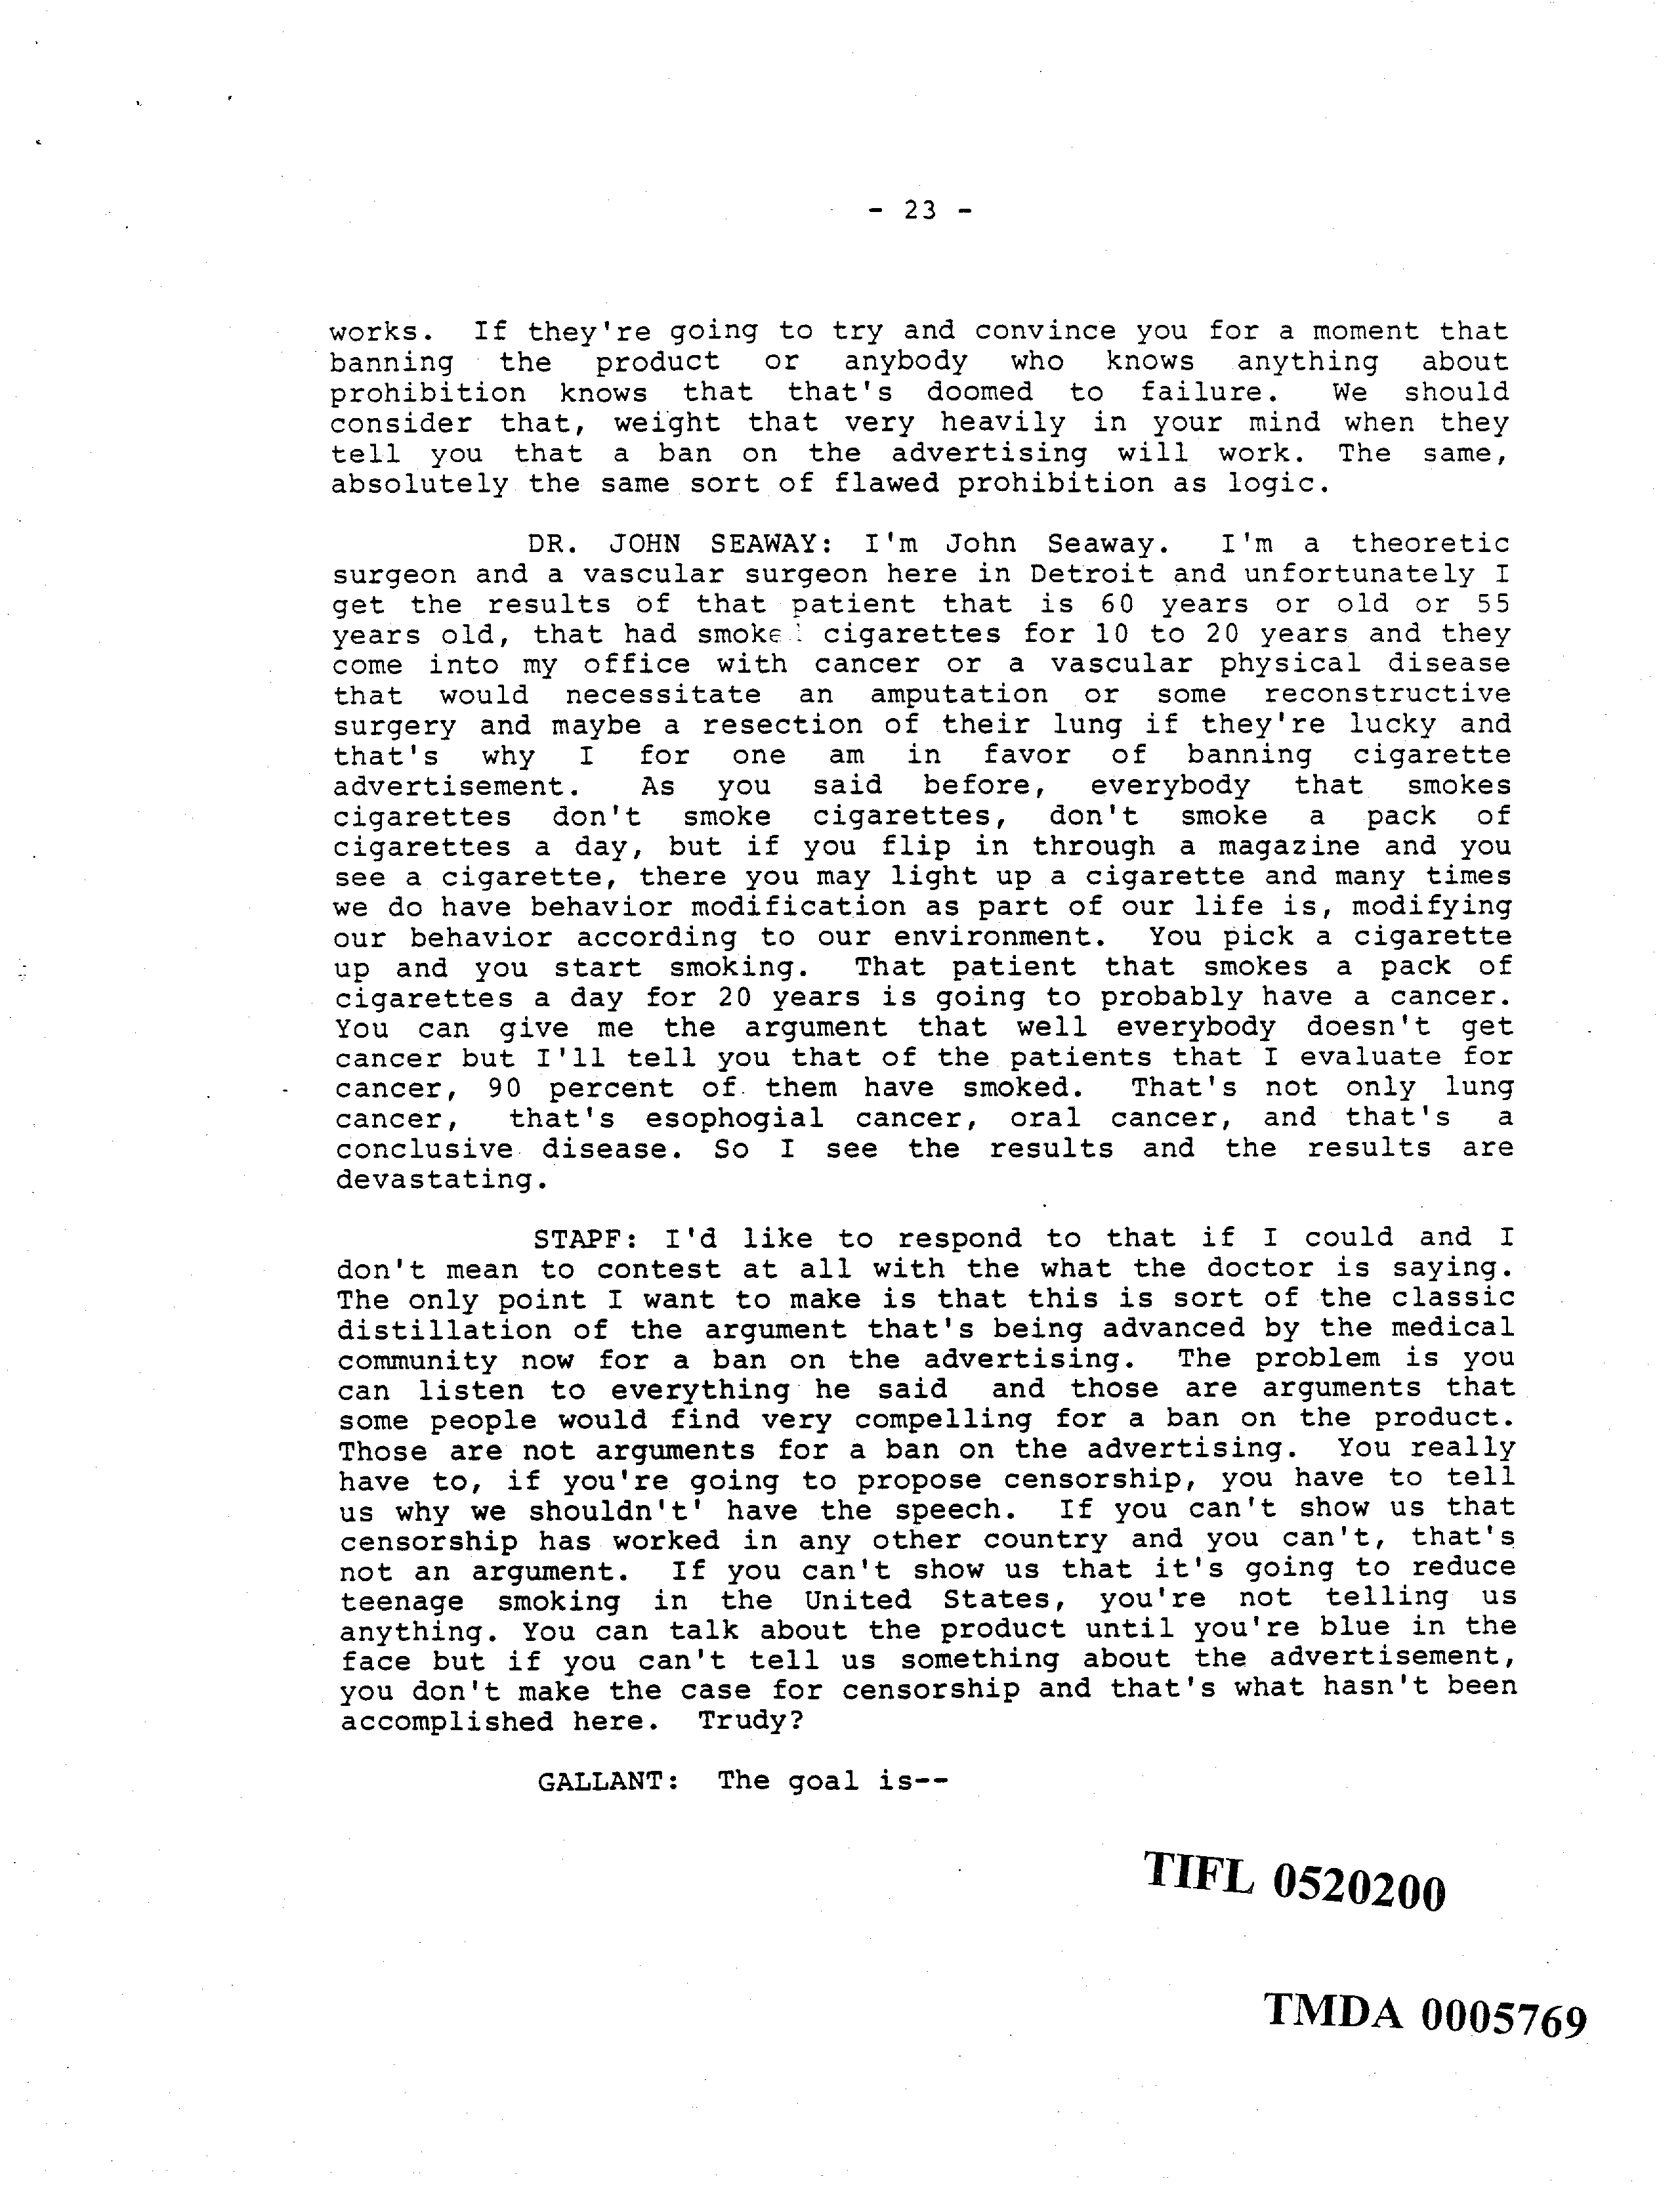 - 23 -
works. If they're going to try and convince you for a moment that
banning the product or anybody who knows anything about
prohibition knows that that's doomed to failure. We should
consider that, weight that very heavily in your mind when they
tell you that a ban on the advertising will work. The same,
absolutely the same sort of flawed prohibition as logic.
DR. JOHN SEAWAY: I'm John Seaway. I'm a theoretic
surgeon and a vascular surgeon here in Detroit and unfortunately I
get the results of that patient that is 60 years or old or 55
years old, that had smoked cigarettes for 10 to 20 years and they
come into my office with cancer or a vascular physical disease
that would necessitate an amputation or some reconstructive
surgery and maybe a resection of their lung if they're lucky and
that's why I for one am in favor of banning cigarette
advertisement. As you said before, everybody that smokes
cigarettes don't smoke cigarettes, don't smoke a pack of
cigarettes a day, but if you flip in through a magazine and you
see a cigarette, there you may light up a cigarette and many times
we do have behavior modification as part of our life is, modifying
our behavior according to our environment. You pick a cigarette
up and you start smoking. That patient that smokes a pack of
cigarettes a day for 20 years is going to probably have a cancer.
You can give me the argument that well everybody doesn't get
cancer but I'll tell you that of the patients that I evaluate for
cancer, 90 percent of them have smoked. That's not only lung
cancer, that's esophogial cancer, oral cancer, and that's a
conclusive disease. So I see the results and the results are
devastating.
STAPF: I'd like to respond to that if I could and I
don't mean to contest at all with the what the doctor is saying.
The only point I want to make is that this is sort of the classic
distillation of the argument that's being advanced by the medical
community now for a ban on the advertising. The problem is you
can listen to everything he said and those are arguments that
some people would find very compelling for a ban on the product.
Those are not arguments for a ban on the advertising. You really
have to, if you're going to propose censorship, you have to tell
us why we shouldn't' have the speech. If you can't show us that
censorship has worked in any other country and you can't, that's
not an argument. If you can't show us that it's going to reduce
teenage smoking in the United States, you're not telling us
anything. You can talk about the product until you're blue in the
face but if you can't tell us something about the advertisement,
you don't make the case for censorship and that's what hasn't been
accomplished here. Trudy?
GALLANT: The goal is--
TIFL 0520200
TMDA 0005769